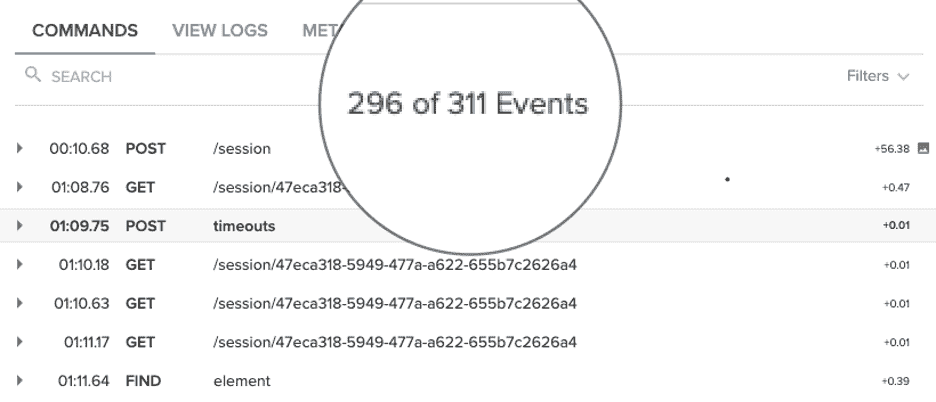 COMMANDS VIEW LOGS META
SEARCH
Filters
296 of 311 Events
00:10.68 POST /session +56.38
01:08.76 GET /session/47eca318- +0.47
01:09.75 POST timeouts +0.01
01:10.18 GET /session/47eca318-5949-477a-a622-655b7c2626a4 +0.01
01:10.63 GET /session/47eca318-5949-477a-a622-655b7c2626a4 +0.01
01:11.17 GET /session/47eca318-5949-477a-a622-655b7c2626a4 +0.01
01:11.64 FIND element +0.39